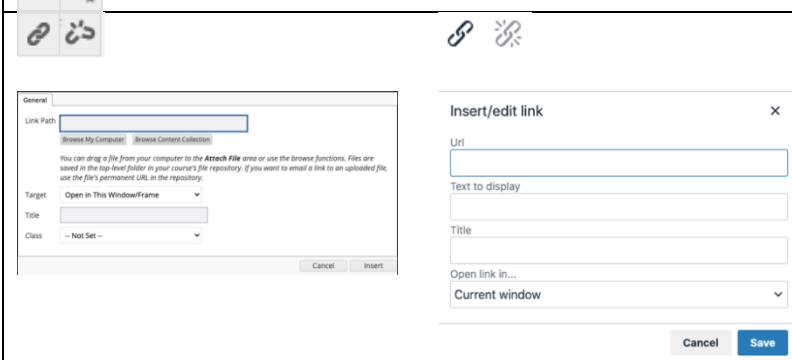 General
Link Path
Browse My Computer Browse Content Collection
You can drag a file from your computer to the Attach File area or use the browse functions. Files are
saved in the top-level folder in your course's file repository. If you want to email a link to an uploaded file,
use the file's permanent URL in the repository.
Target Open in This Window/Frame
Title
Class -- Not Set --
Cancel Insert
Insert/edit link
Url
Text to display
Title
Open link in...
Current window
Cancel Save